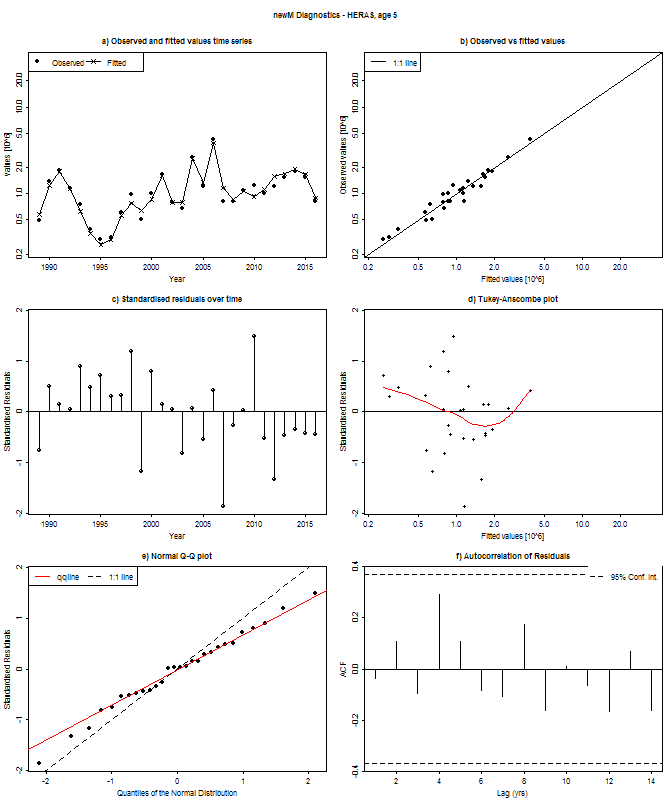 newM Diagnostics - HERAS, age 5
a) Observed and fitted values time series
Observed Fitted
values [10^6]
0.2 0.5 1.0 2.0 5.0 10.0 20.0
1990 1995 2000 2005 2010 2015
Year
b) Observed vs fitted values
1:1 line
Observed values [10^6]
0.2 0.5 1.0 2.0 5.0 10.0 20.0
0.2 0.5 1.0 2.0 5.0 10.0 20.0
Fitted values [10^6]
c) Standardised residuals over time
Standardised Residuals
-2 -1 0 1 2
1990 1995 2000 2005 2010 2015
Year
d) Tukey-Anscombe plot
Standardised Residuals
-2 -1 0 1 2
0.2 0.5 1.0 2.0 5.0 10.0 20.0
Fitted values [10^6]
e) Normal Q-Q plot
qqline 1:1 line
Standardised Residuals
-2 -1 0 1 2
-2 -1 0 1 2
Quantiles of the Normal Distribution
f) Autocorrelation of Residuals
95% Conf. Int.
ACF
-0.4 -0.2 0.0 0.2 0.4
2 4 6 8 10 12 14
Lag (yrs)